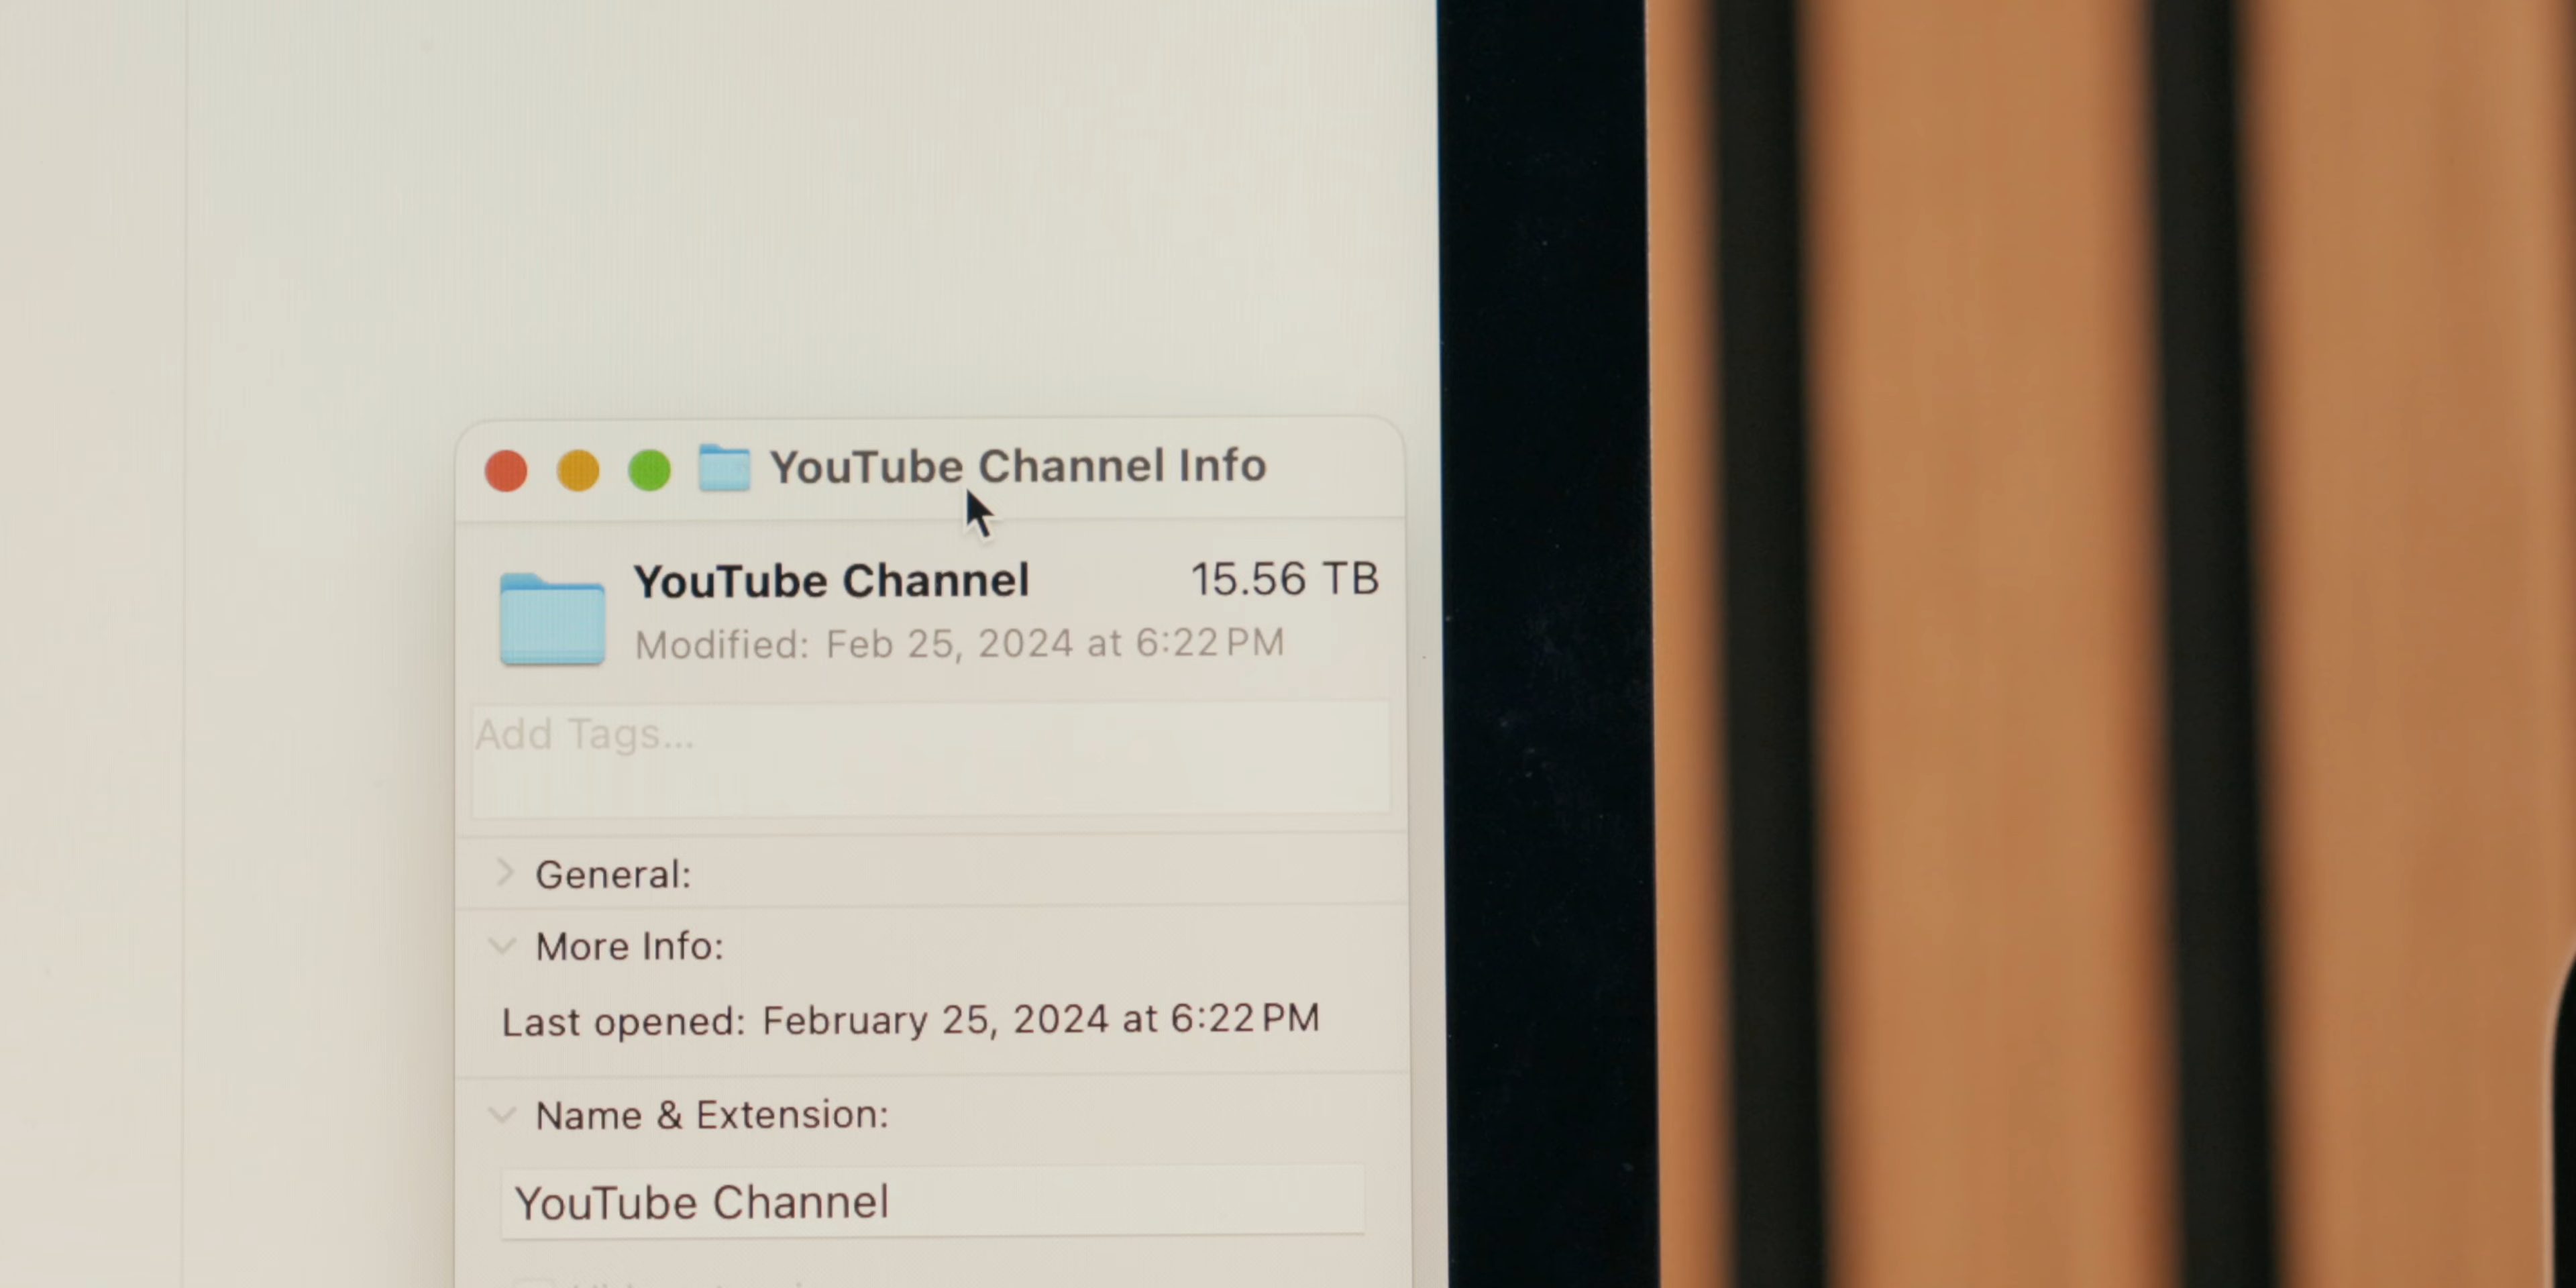 YouTube Channel Info
YouTube Channel 15.56 TB
Modified: Feb 25, 2024 at 6:22 PM
Add Tags...
General:
More Info:
Last opened: February 25, 2024 at 6:22 PM
Name & Extension:
YouTube Channel